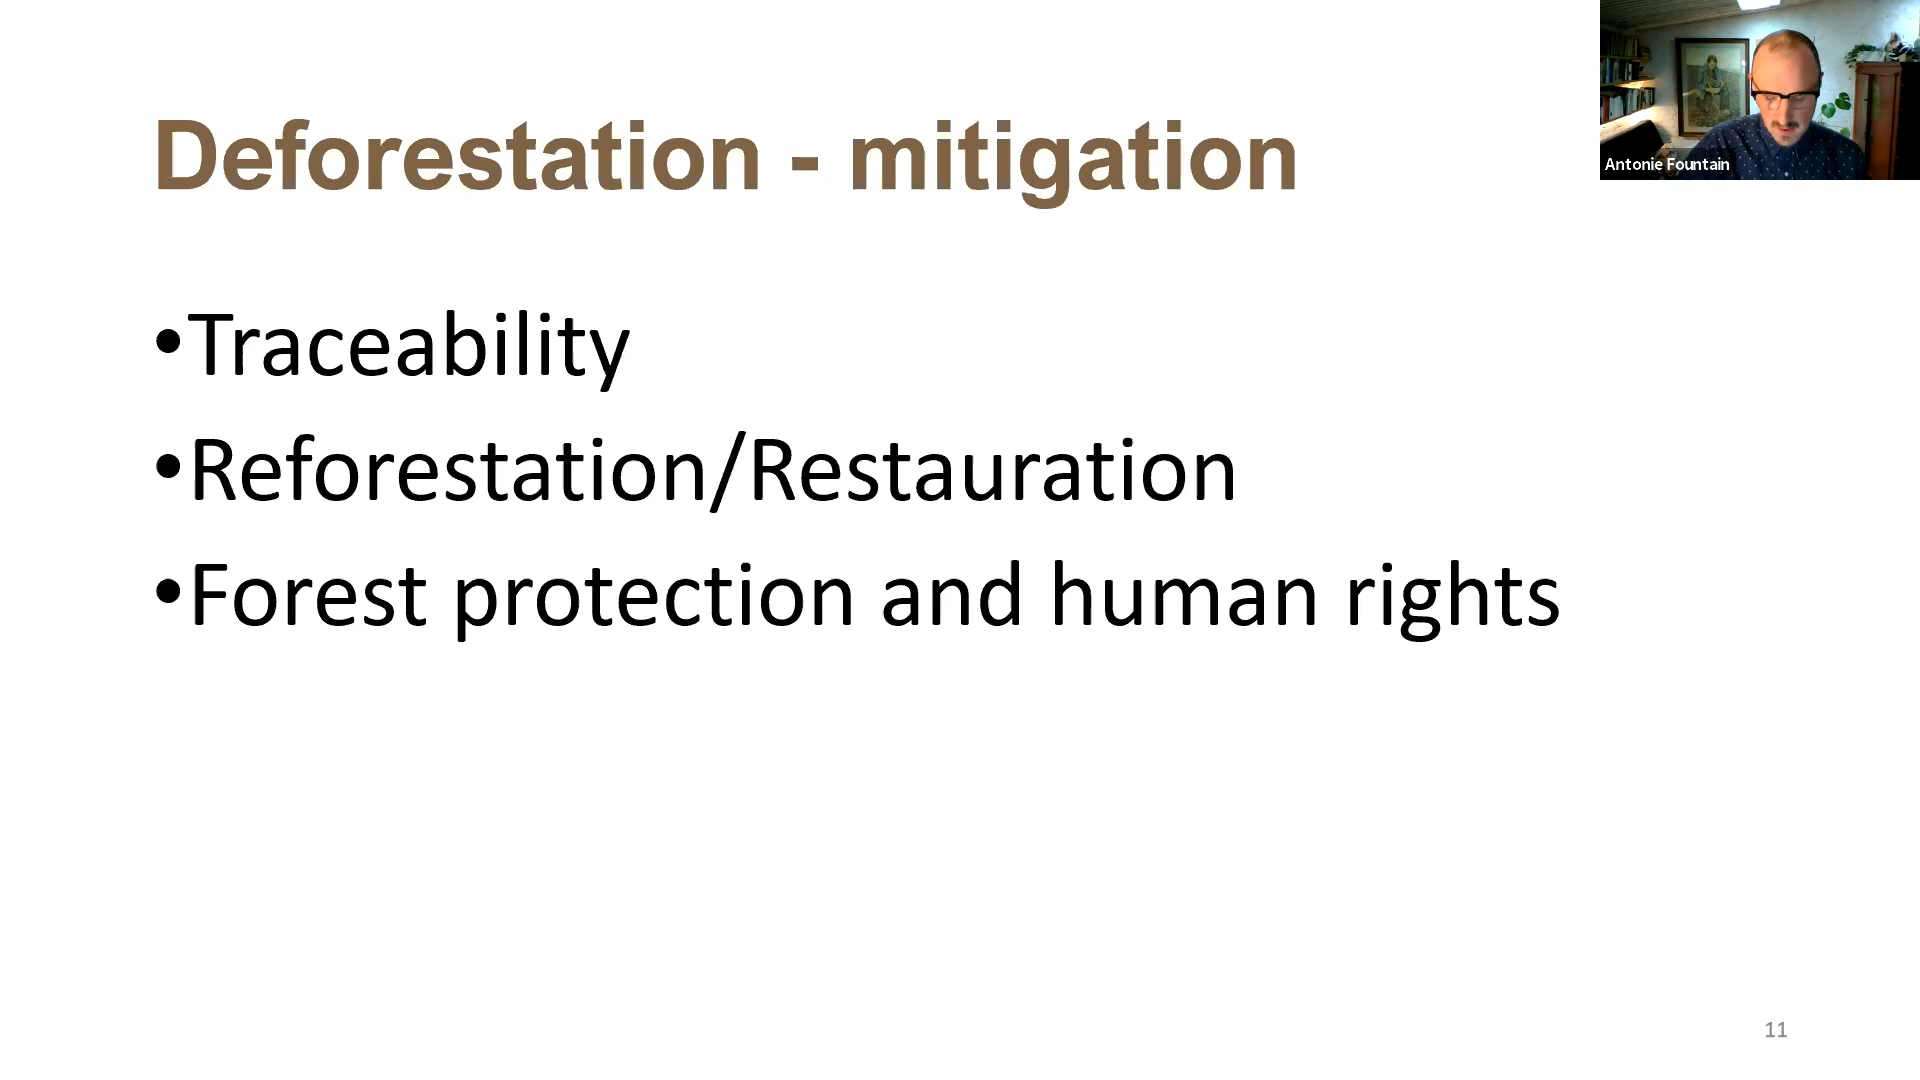 Deforestation - mitigation
Antonie Fountain
•Traceability
•Reforestation/Restauration
•Forest protection and human rights
11